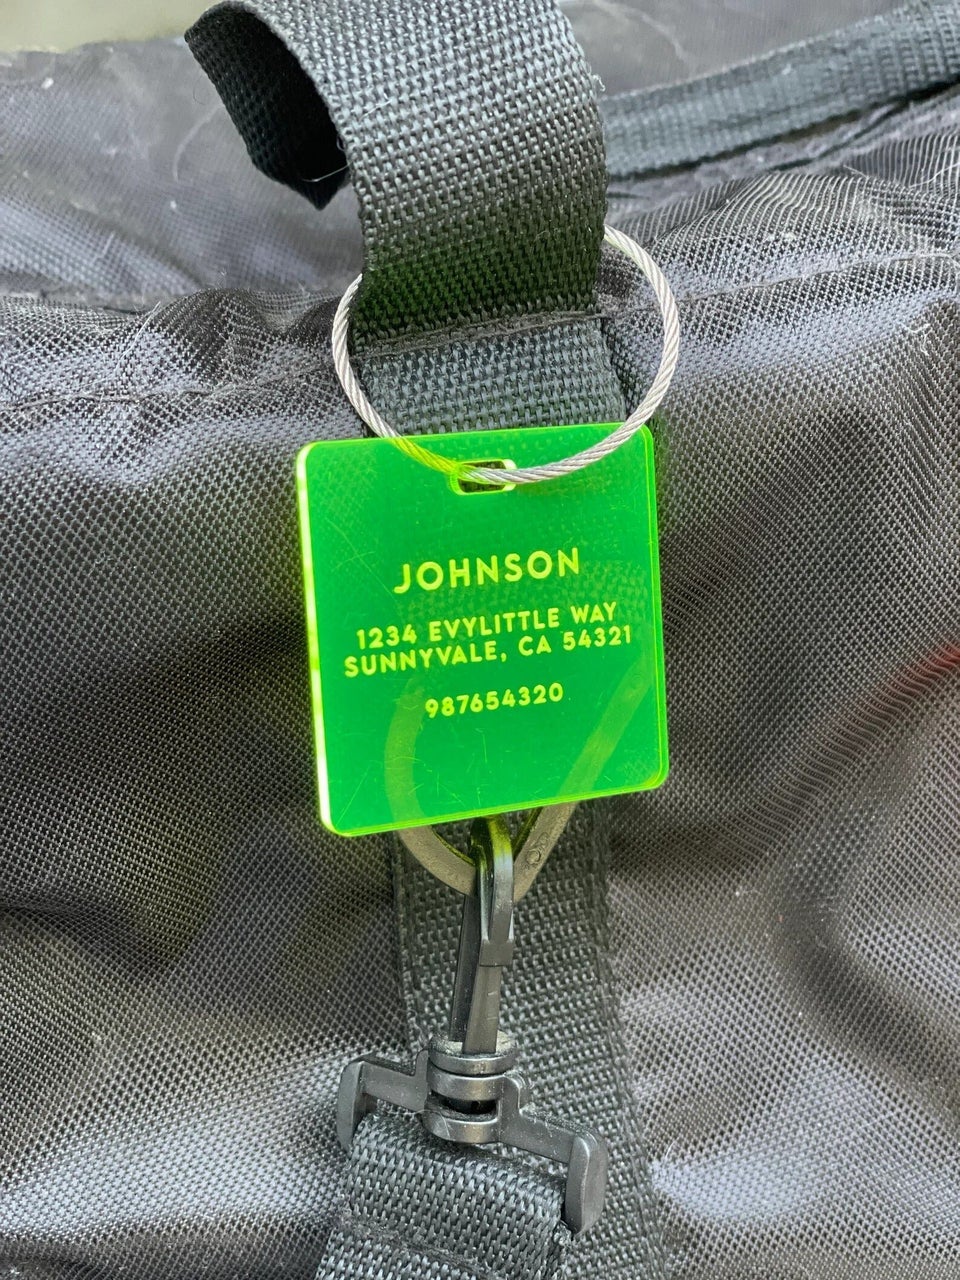 JOHNSON
1234 EVYLITTLE WAY
SUNNYVALE, CA 54321
987654320